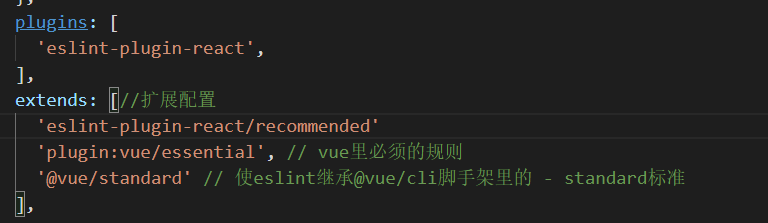 },
plugins: [
'eslint-plugin-react',
],
extends: [//扩展配置
'eslint-plugin-react/recommended'
'plugin:vue/essential', // vue里必须的规则
'@vue/standard' // 使eslint继承@vue/cli脚手架里的 - standard标准
],